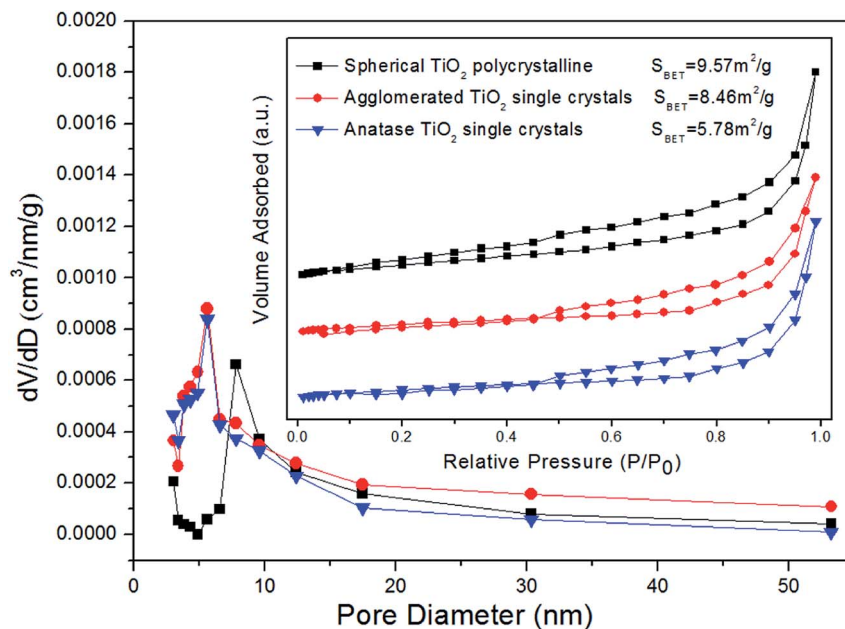 0.0020
0.0018
0.0016
0.0014
0.0012
0.0010
0.0008
0.0006
0.0004
0.0002
0.0000
dV/dD (cm³/nm/g)
0 10 20 30 40 50
Pore Diameter (nm)
Spherical TiO₂ polycrystalline S_BET=9.57m²/g
Agglomerated TiO₂ single crystals S_BET=8.46m²/g
Anatase TiO₂ single crystals S_BET=5.78m²/g
Volume Adsorbed (a.u.)
0.0 0.2 0.4 0.6 0.8 1.0
Relative Pressure (P/P₀)